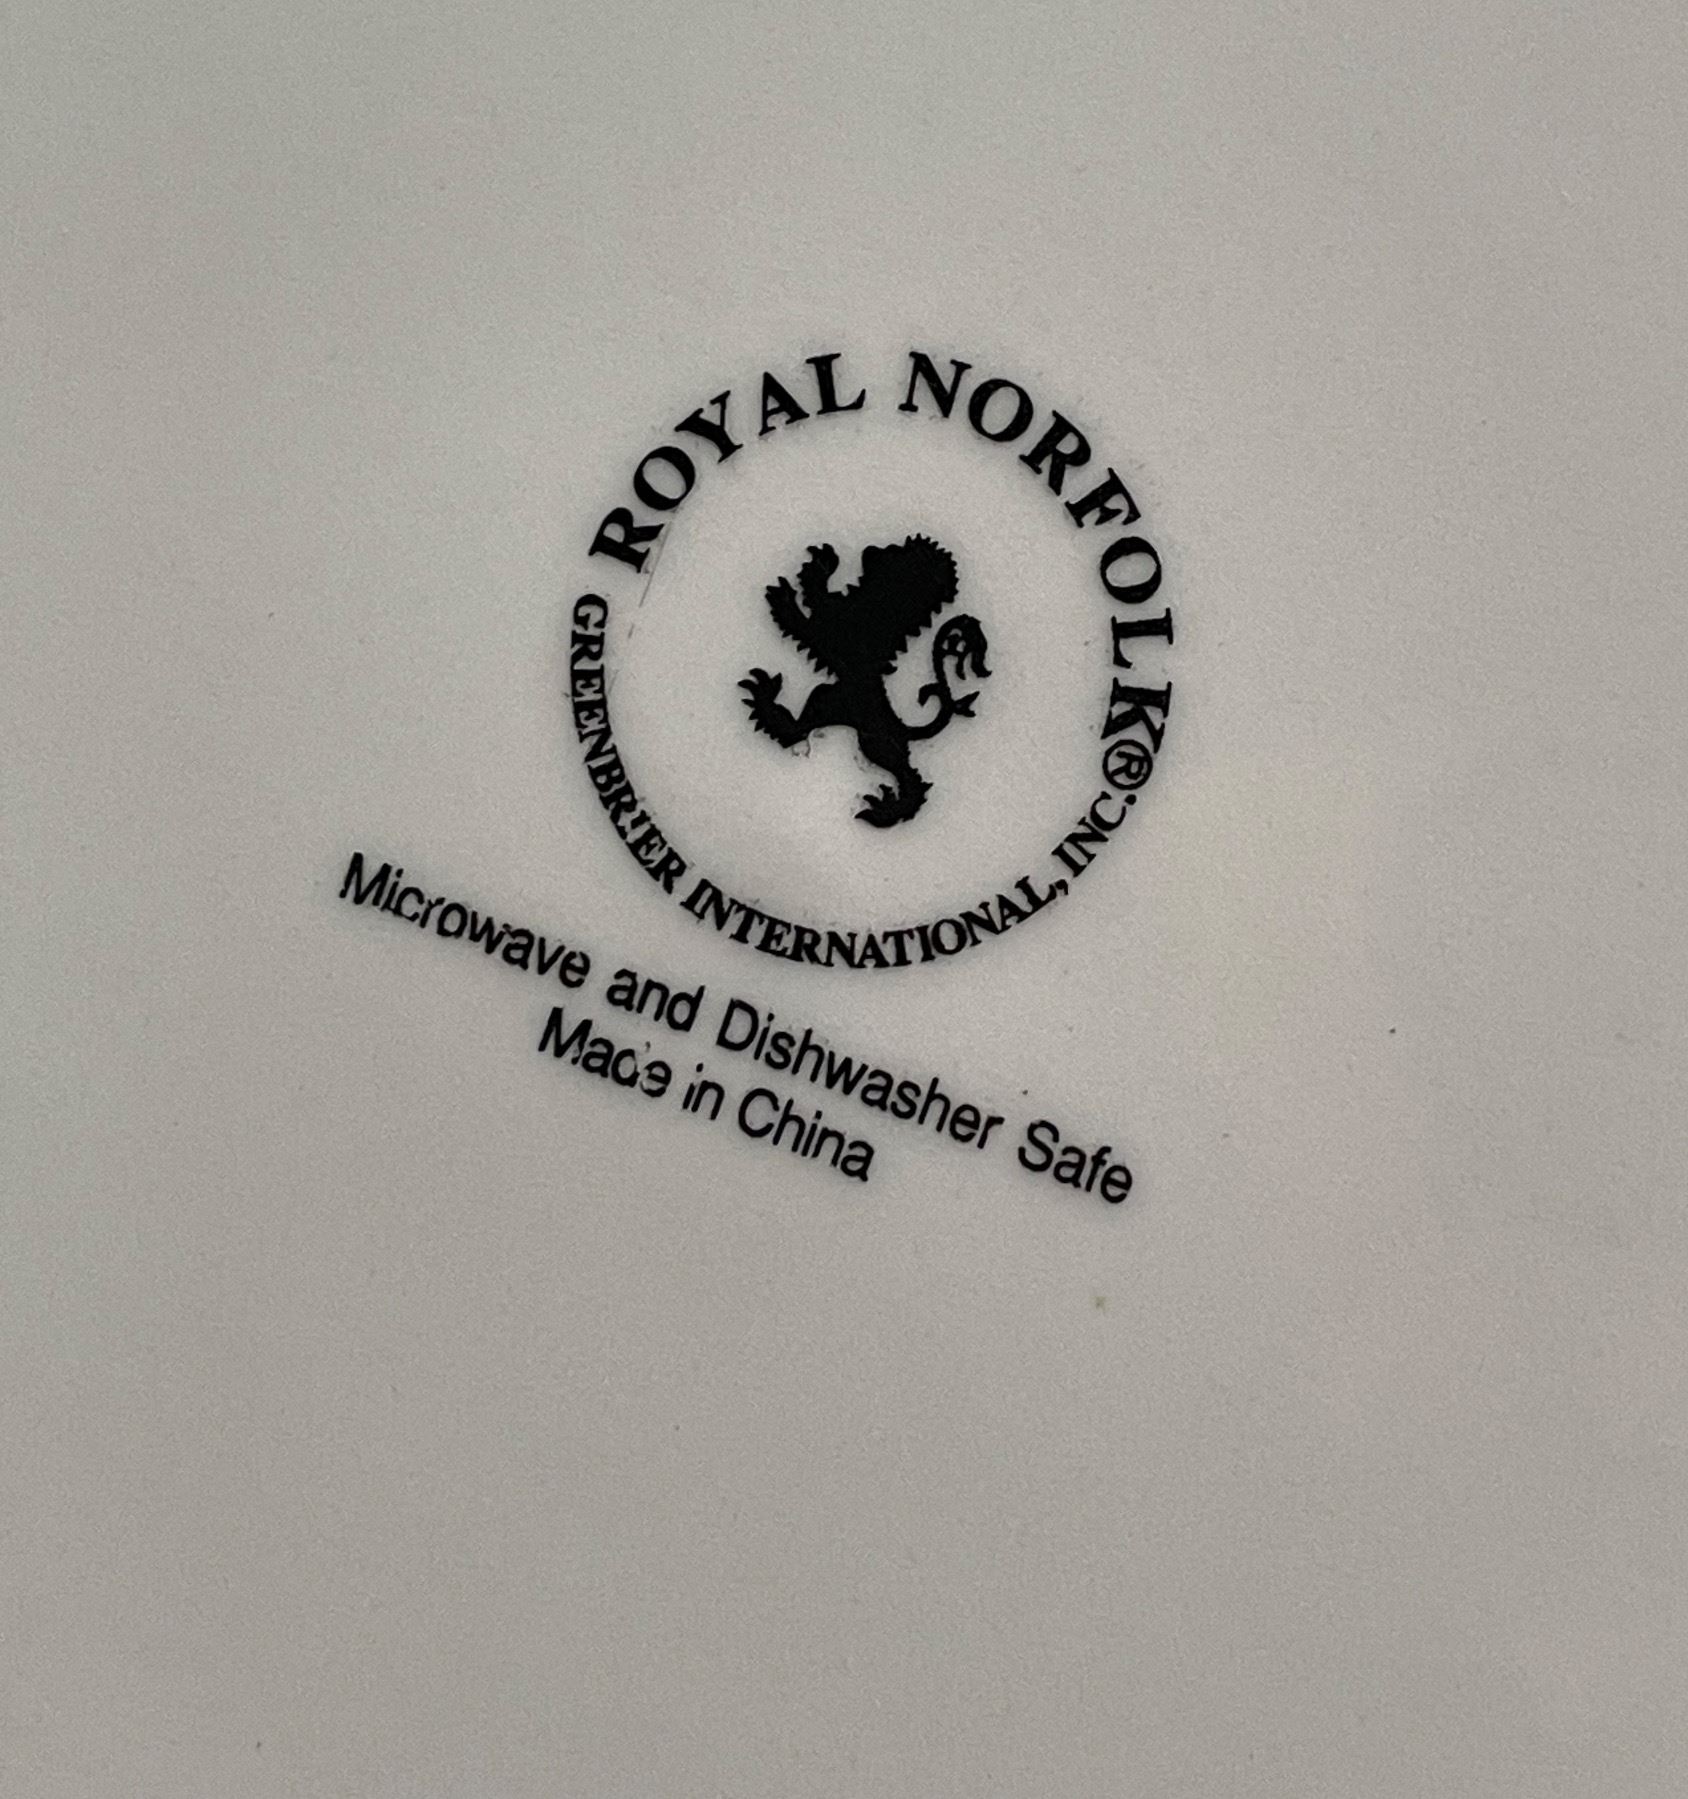 ROYAL NORFOLK®
GREENBRIER INTERNATIONAL, INC.
Microwave and Dishwasher Safe
Made in China